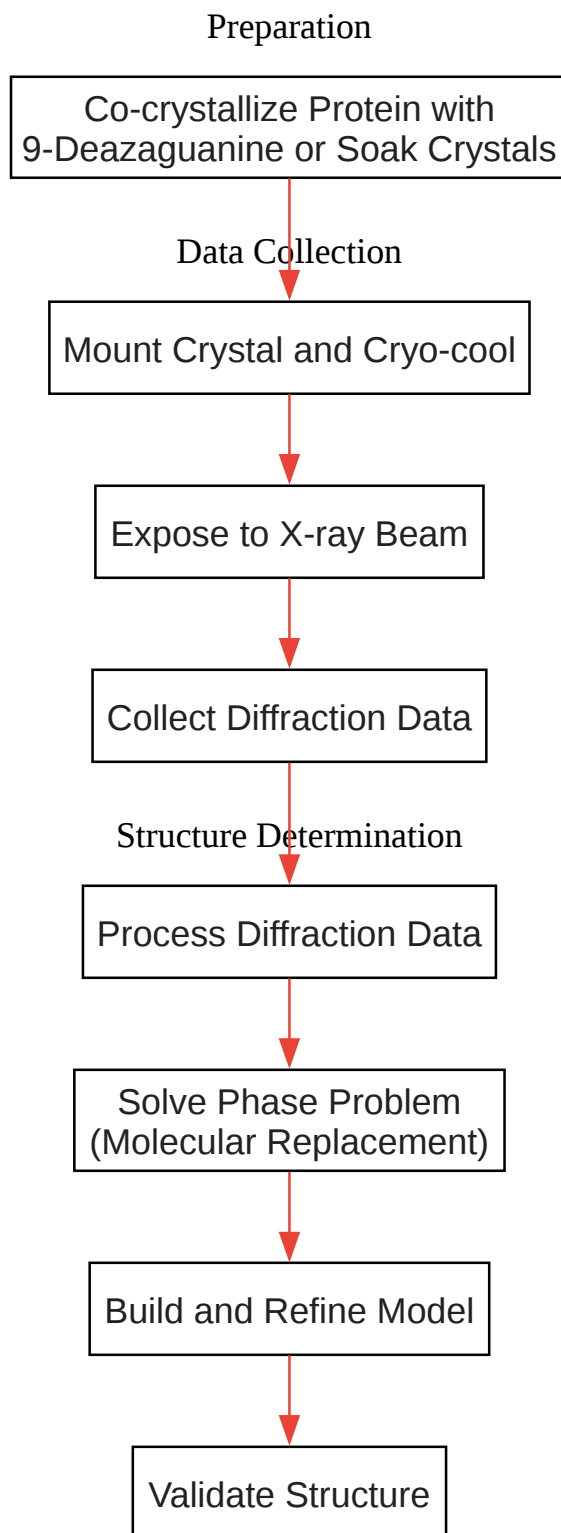 Preparation
Co-crystallize Protein with
9-Deazaguanine or Soak Crystals
Data Collection
Mount Crystal and Cryo-cool
Expose to X-ray Beam
Collect Diffraction Data
Structure Determination
Process Diffraction Data
Solve Phase Problem
(Molecular Replacement)
Build and Refine Model
Validate Structure